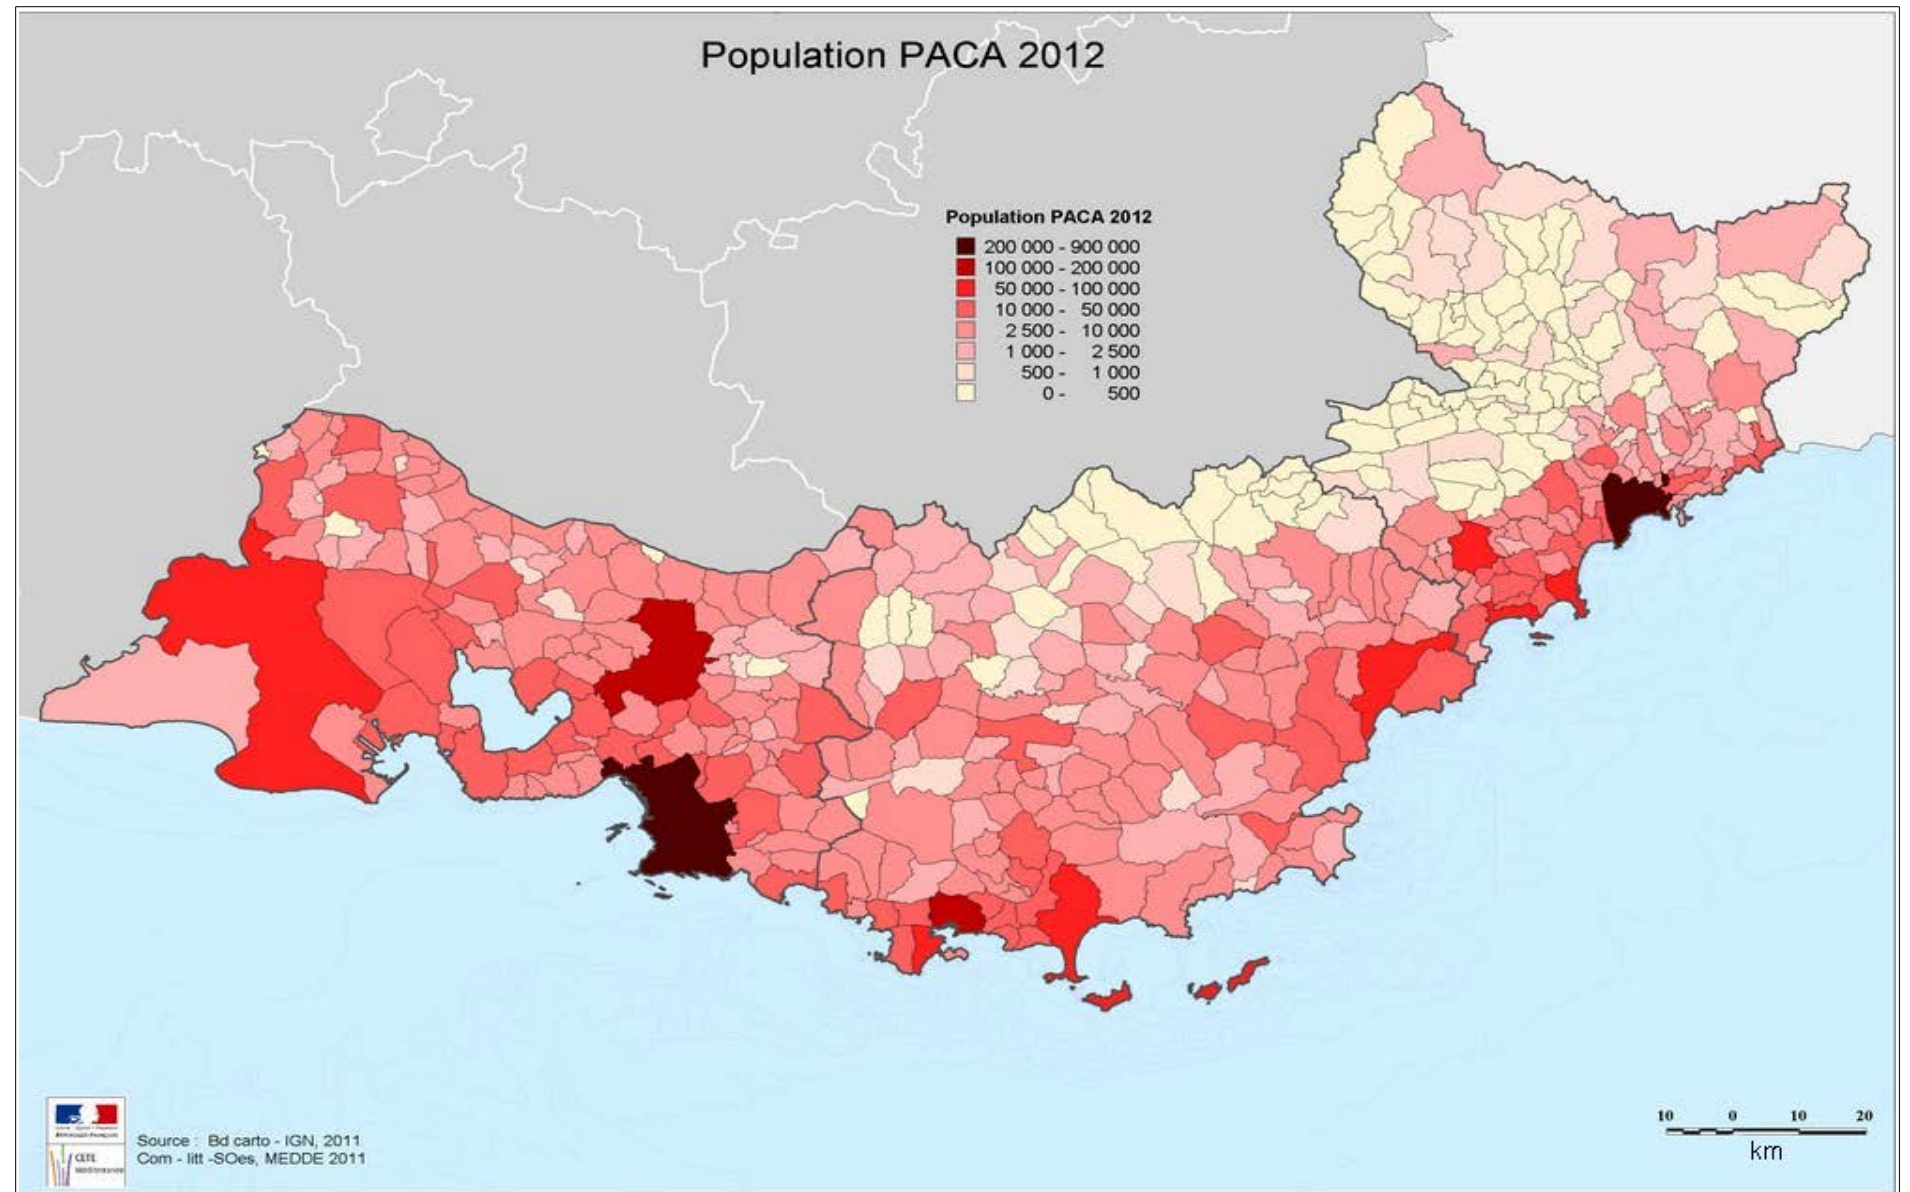 Population PACA 2012
Population PACA 2012
200 000 - 900 000
100 000 - 200 000
50 000 - 100 000
10 000 - 50 000
2 500 - 10 000
1 000 - 2 500
500 - 1 000
0 - 500
10 0 10 20
km
Source : Bd carto - IGN, 2011
Com - litt -SOes, MEDDE 2011
CETE
Méditerranée